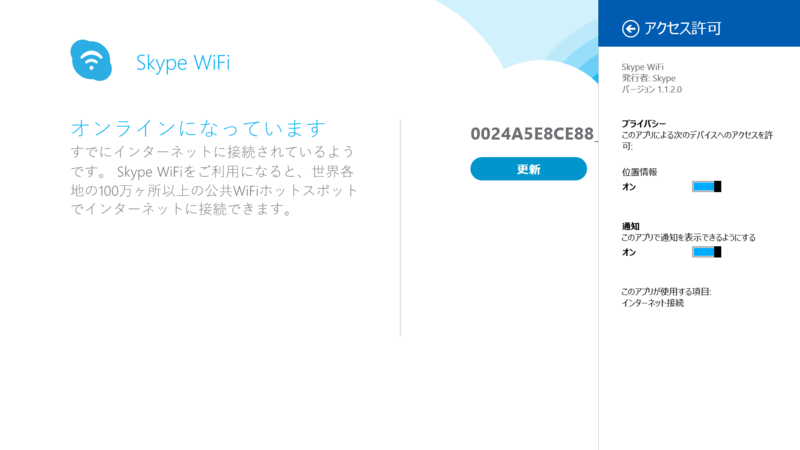 Skype WiFi
オンラインになっています
すでにインターネットに接続されているよう
です。 Skype WiFiをご利用になると、世界各
地の100万ヶ所以上の公共WiFiホットスポット
でインターネットに接続できます。
0024A5E8CE88_
更新
アクセス許可
Skype WiFi
発行者: Skype
バージョン 1.1.2.0
プライバシー
このアプリによる次のデバイスへのアクセスを許
可:
位置情報
オン
通知
このアプリで通知を表示できるようにする
オン
このアプリが使用する項目:
インターネット接続